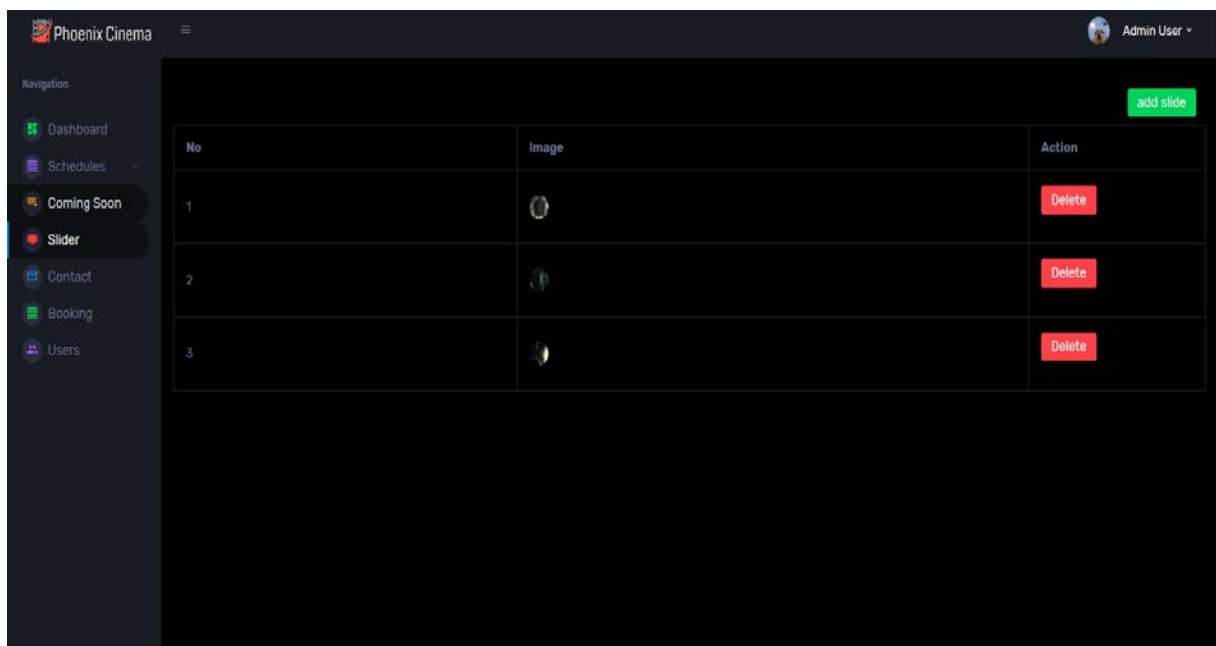 Phoenix Cinema
Admin User
Navigation
add slide
Dashboard
Schedules
Coming Soon
Slider
Contact
Booking
Users
No Image Action
1 Delete
2 Delete
3 Delete